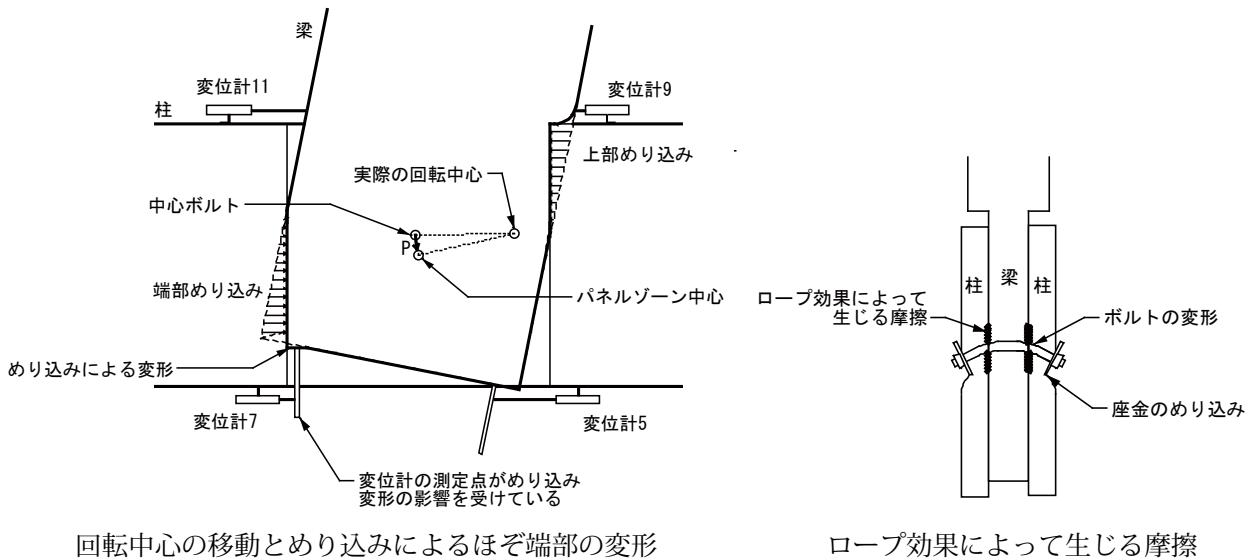 梁
変位計11
柱
変位計9
上部めり込み
実際の回転中心
中心ボルト
P
パネルゾーン中心
端部めり込み
めり込みによる変形
変位計7
変位計5
変位計の測定点がめり込み
変形の影響を受けている
回転中心の移動とめり込みによるほぞ端部の変形
柱
梁
柱
ロープ効果によって
生じる摩擦
ボルトの変形
座金のめり込み
ロープ効果によって生じる摩擦